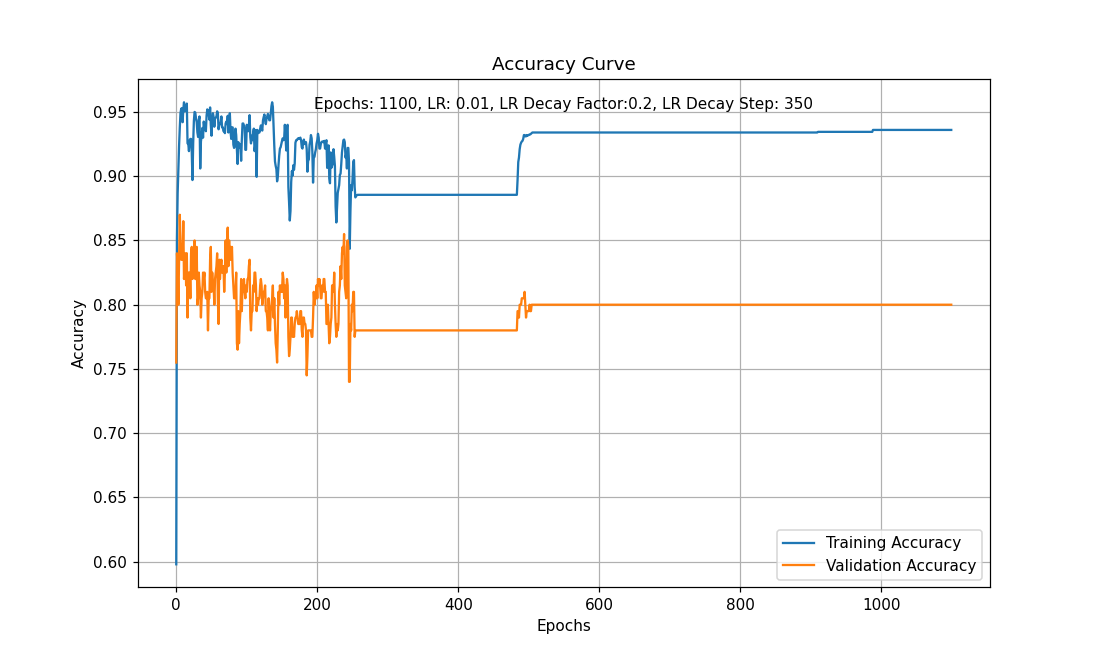 Accuracy Curve
Epochs: 1100, LR: 0.01, LR Decay Factor:0.2, LR Decay Step: 350
Accuracy
0.95
0.90
0.85
0.80
0.75
0.70
0.65
0.60
Training Accuracy
Validation Accuracy
0 200 400 600 800 1000
Epochs